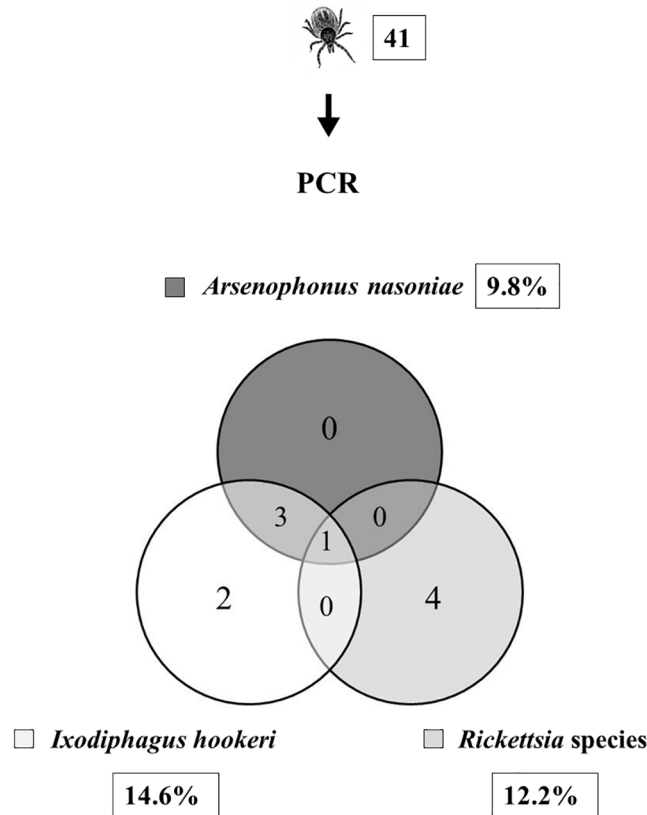 41
PCR
Arsenophonus nasoniae 9.8%
0
3
0
1
2
0
4
Ixodiphagus hookeri
Rickettsia species
14.6%
12.2%